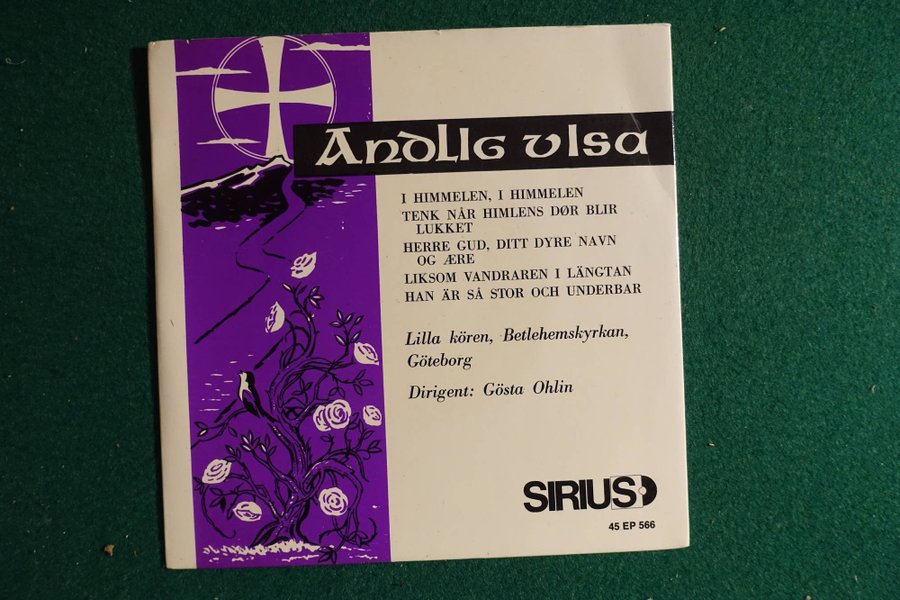 Andlig visa
I HIMMELEN, I HIMMELEN
TENK NÅR HIMLENS DØR BLIR
LUKKET
HERRE GUD, DITT DYRE NAVN
OG ÆRE
LIKSOM VANDRAREN I LÄNGTAN
HAN ÄR SÅ STOR OCH UNDERBAR
Lilla kören, Betlehemskyrkan,
Göteborg
Dirigent: Gösta Ohlin
SIRIUS
45 EP 566